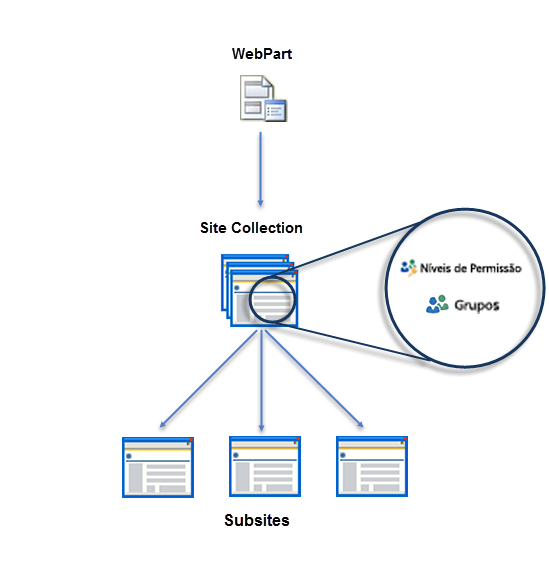 WebPart
Site Collection
Níveis de Permissão
Grupos
Subsites